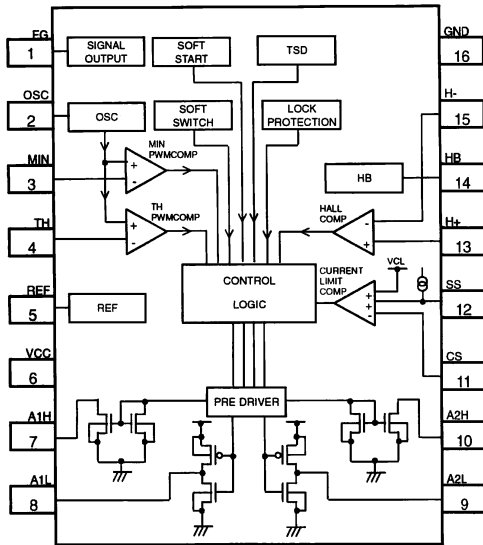 FG
1
SIGNAL
OUTPUT
SOFT
START
TSD
GND
16
OSC
2
OSC
SOFT
SWITCH
LOCK
PROTECTION
H-
15
MIN
3
MIN
PWMCOMP
+
-
HB
HB
14
TH
4
TH
PWMCOMP
+
-
HALL
COMP
-
+
H+
13
REF
5
REF
CONTROL
LOGIC
CURRENT
LIMIT
COMP
VCL
+
+
-
SS
12
VCC
6
CS
11
A1H
7
PRE DRIVER
A2H
10
A1L
8
A2L
9